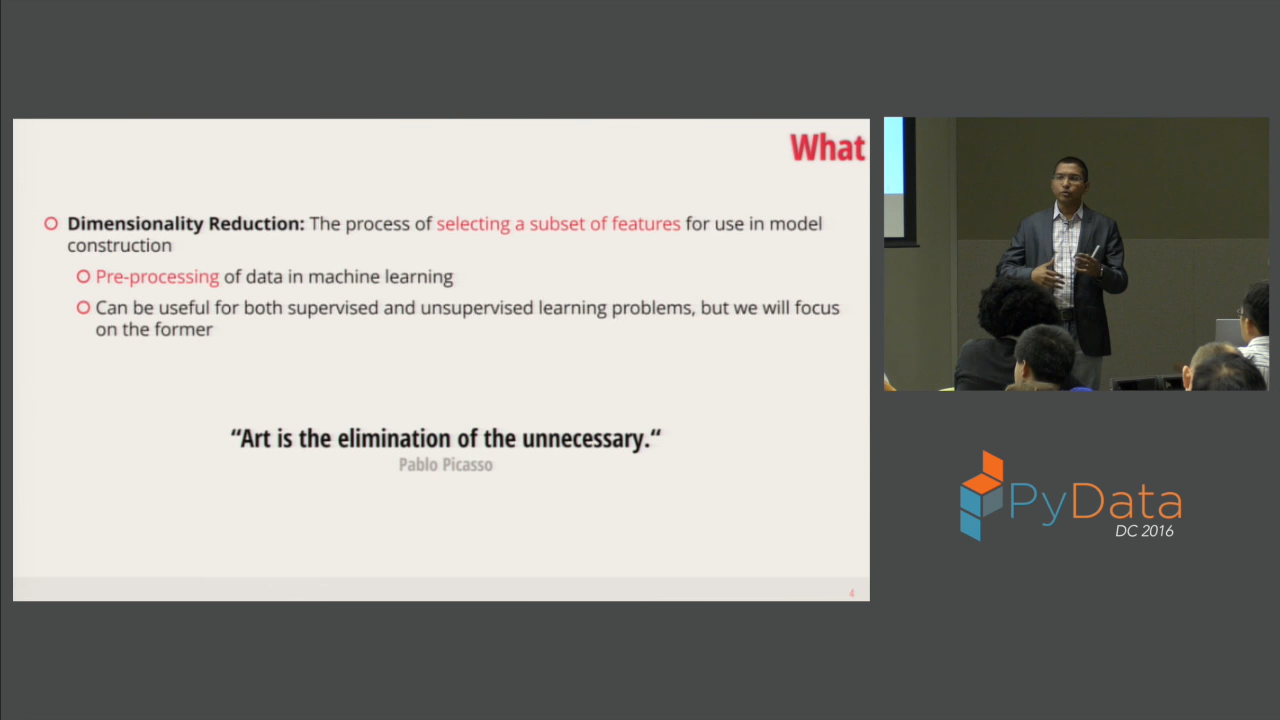 What
Dimensionality Reduction: The process of selecting a subset of features for use in model
construction
Pre-processing of data in machine learning
Can be useful for both supervised and unsupervised learning problems, but we will focus
on the former
“Art is the elimination of the unnecessary.“
Pablo Picasso
4
PyData
DC 2016